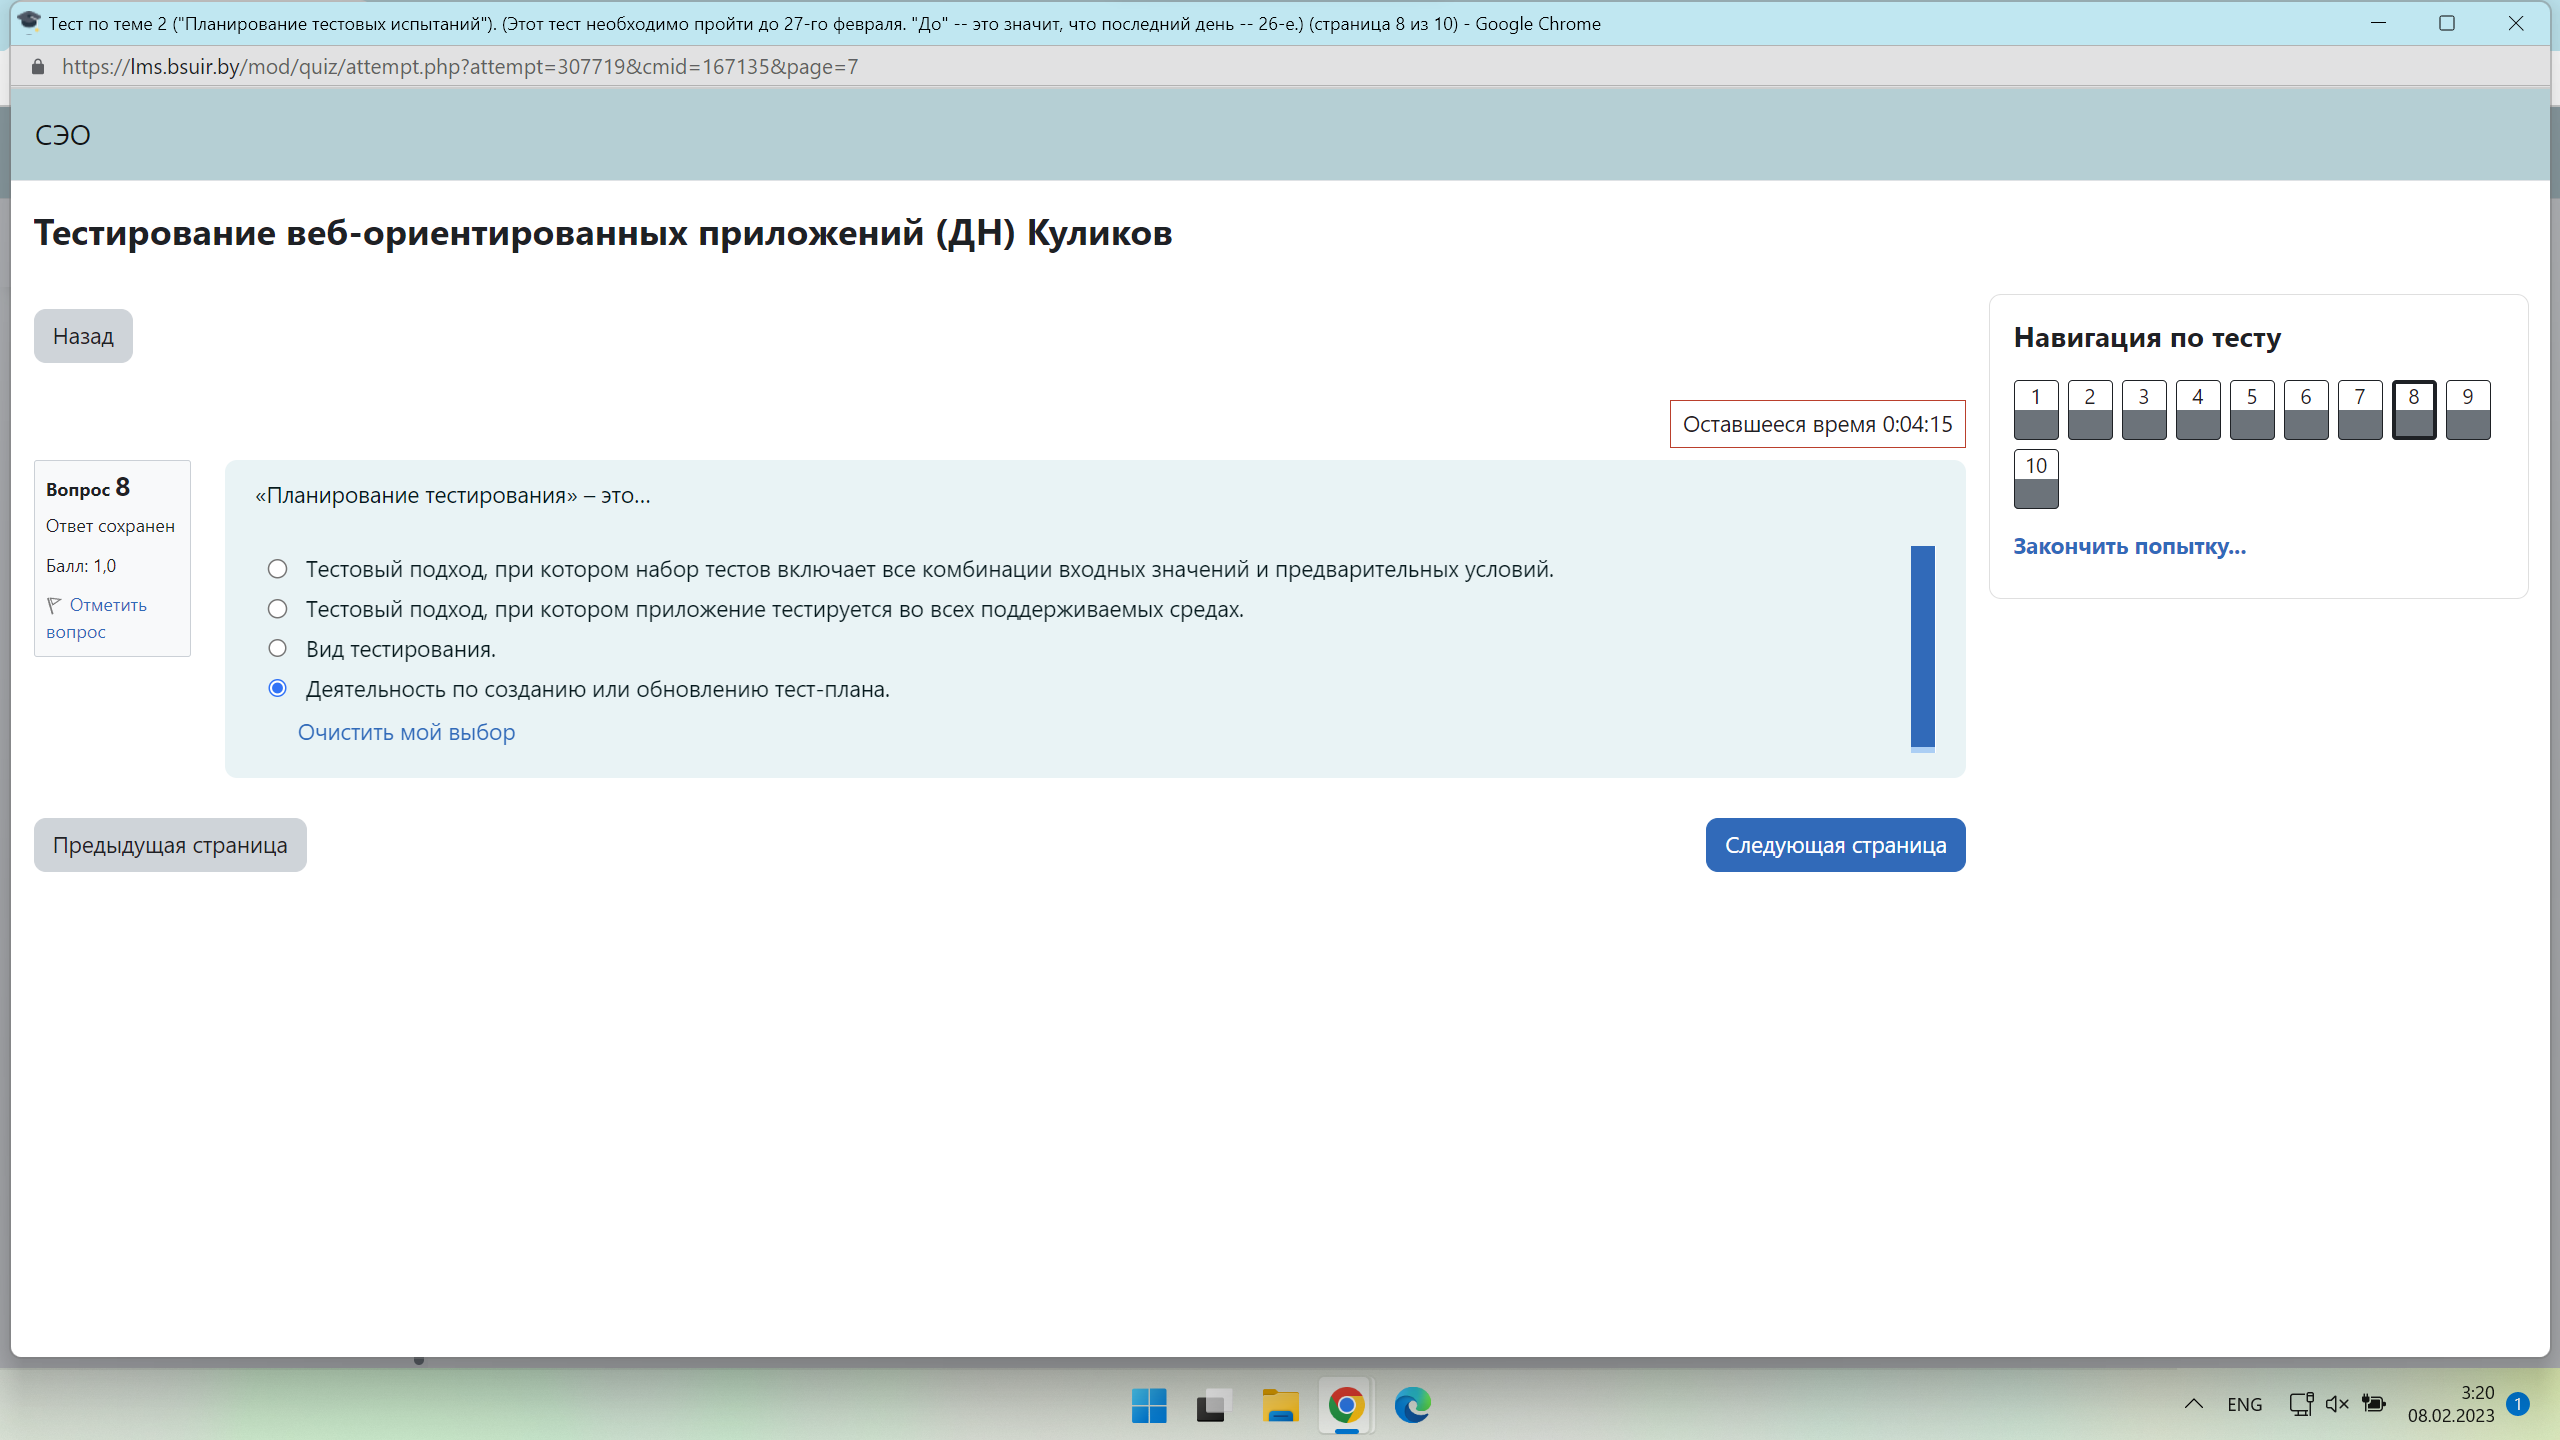 Тест по теме 2 ("Планирование тестовых испытаний"). (Этот тест необходимо пройти до 27-го февраля. "До" -- это значит, что последний день -- 26-е.) (страница 8 из 10) - Google Chrome
https://lms.bsuir.by/mod/quiz/attempt.php?attempt=307719&cmid=167135&page=7
СЭО
Тестирование веб-ориентированных приложений (ДН) Куликов
Назад
Оставшееся время 0:04:15
Вопрос 8
Ответ сохранен
Балл: 1,0
Отметить
вопрос
«Планирование тестирования» – это...
Тестовый подход, при котором набор тестов включает все комбинации входных значений и предварительных условий.
Тестовый подход, при котором приложение тестируется во всех поддерживаемых средах.
Вид тестирования.
Деятельность по созданию или обновлению тест-плана.
Очистить мой выбор
Предыдущая страница
Следующая страница
Навигация по тесту
1 2 3 4 5 6 7 8 9
10
Закончить попытку...
ENG
3:20
08.02.2023
1